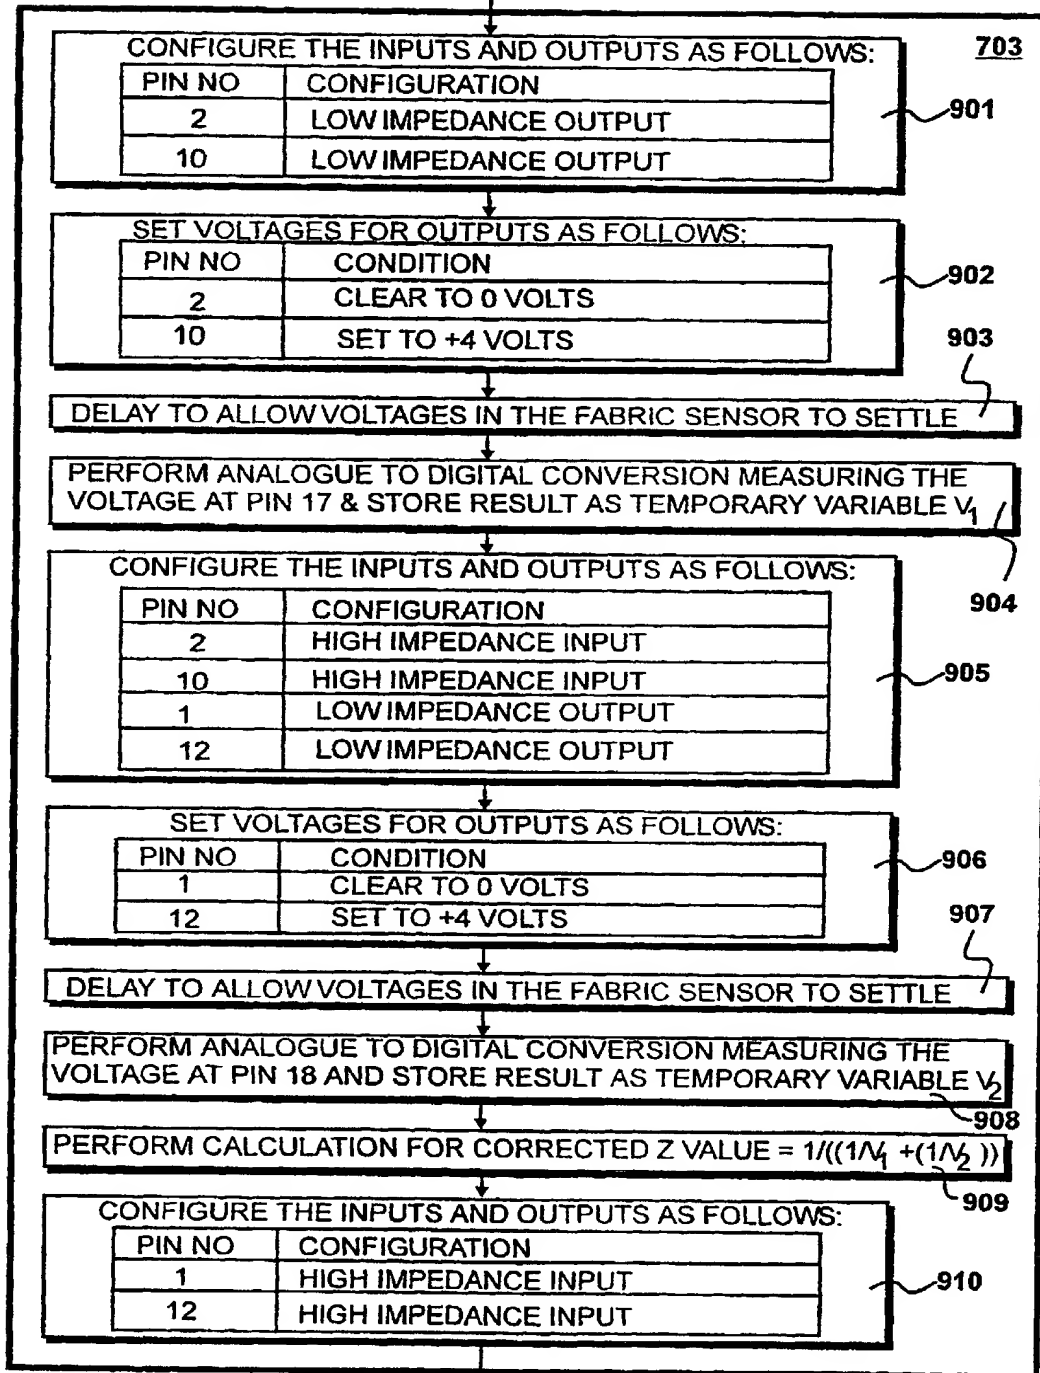 703
CONFIGURE THE INPUTS AND OUTPUTS AS FOLLOWS:
PIN NO CONFIGURATION
2 LOW IMPEDANCE OUTPUT
10 LOW IMPEDANCE OUTPUT
901
SET VOLTAGES FOR OUTPUTS AS FOLLOWS:
PIN NO CONDITION
2 CLEAR TO 0 VOLTS
10 SET TO +4 VOLTS
902
903
DELAY TO ALLOW VOLTAGES IN THE FABRIC SENSOR TO SETTLE
PERFORM ANALOGUE TO DIGITAL CONVERSION MEASURING THE
VOLTAGE AT PIN 17 & STORE RESULT AS TEMPORARY VARIABLE V1
904
CONFIGURE THE INPUTS AND OUTPUTS AS FOLLOWS:
PIN NO CONFIGURATION
2 HIGH IMPEDANCE INPUT
10 HIGH IMPEDANCE INPUT
1 LOW IMPEDANCE OUTPUT
12 LOW IMPEDANCE OUTPUT
905
SET VOLTAGES FOR OUTPUTS AS FOLLOWS:
PIN NO CONDITION
1 CLEAR TO 0 VOLTS
12 SET TO +4 VOLTS
906
907
DELAY TO ALLOW VOLTAGES IN THE FABRIC SENSOR TO SETTLE
PERFORM ANALOGUE TO DIGITAL CONVERSION MEASURING THE
VOLTAGE AT PIN 18 AND STORE RESULT AS TEMPORARY VARIABLE V2
908
PERFORM CALCULATION FOR CORRECTED Z VALUE = 1/((1/V1 +(1/V2 ))
909
CONFIGURE THE INPUTS AND OUTPUTS AS FOLLOWS:
PIN NO CONFIGURATION
1 HIGH IMPEDANCE INPUT
12 HIGH IMPEDANCE INPUT
910